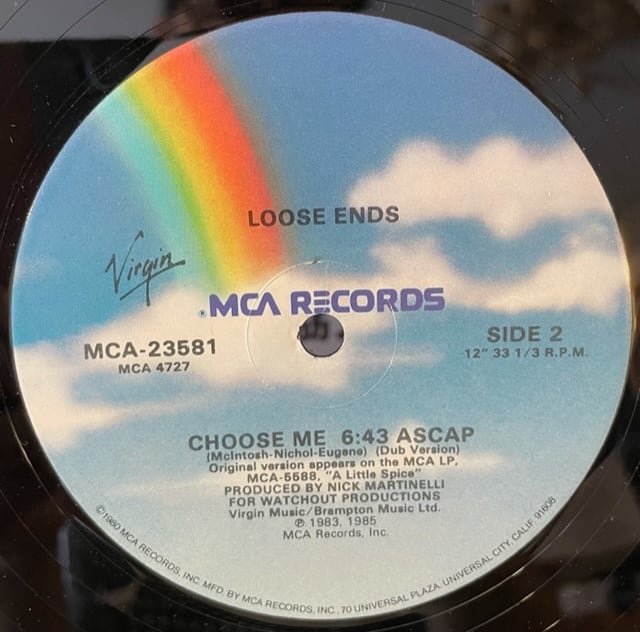 LOOSE ENDS
Virgin
®MCA RECORDS
MCA-23581
MCA 4727
SIDE 2
12" 33 1/3 R.P.M.
CHOOSE ME 6:43 ASCAP
(McIntosh-Nichol-Eugene) (Dub Version)
Original version appears on the MCA LP,
MCA-5588, "A Little Spice"
PRODUCED BY NICK MARTINELLI
FOR WATCHOUT PRODUCTIONS
Virgin Music/Brampton Music Ltd.
℗ 1983, 1985
MCA Records, Inc.
©1980 MCA RECORDS, INC. MFD. BY MCA RECORDS, INC., 70 UNIVERSAL PLAZA, UNIVERSAL CITY, CALIF. 91608